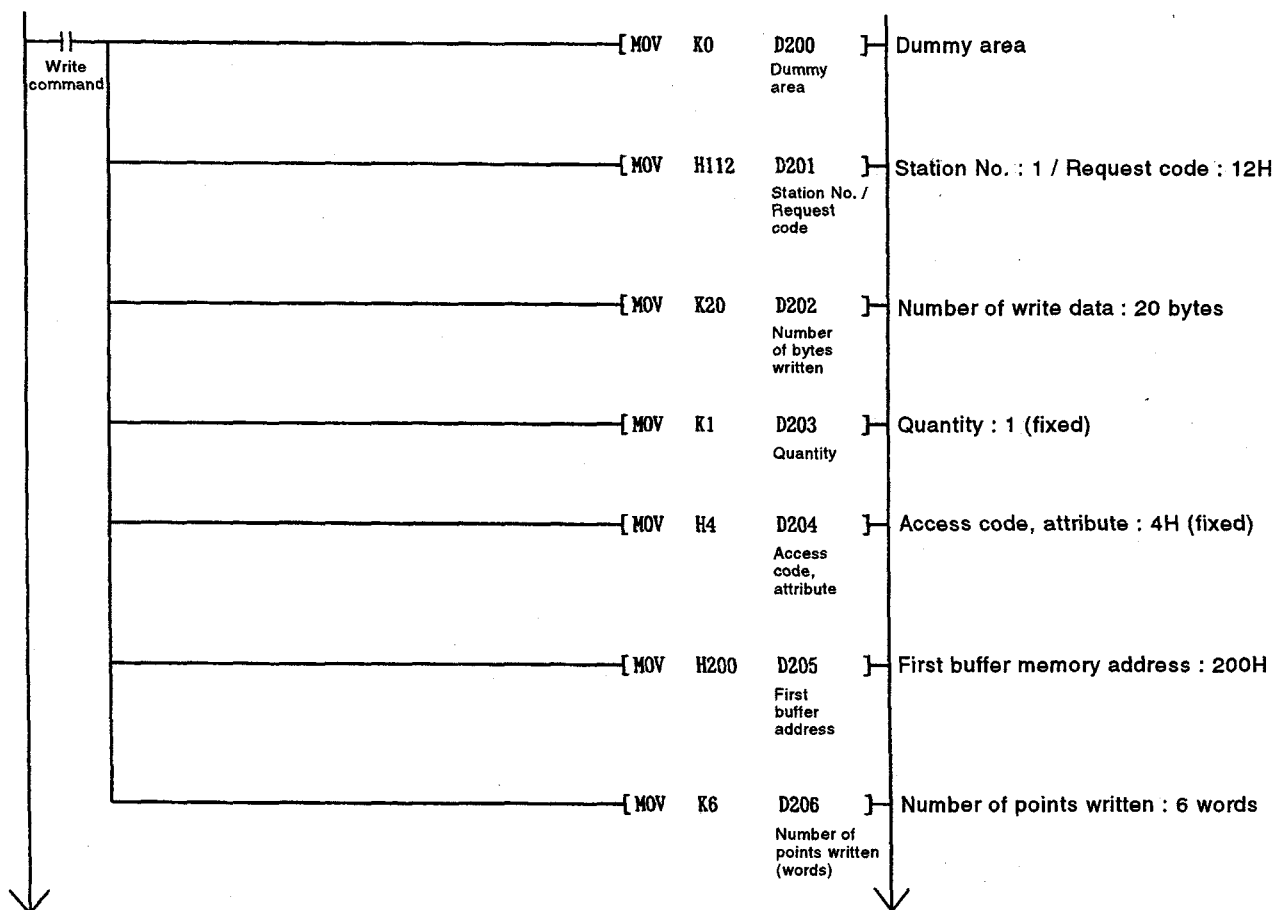 [ MOV K0 D200 ] Dummy area
Write
command
Dummy
area
[ MOV H112 D201 ] Station No. : 1 / Request code : 12H
Station No. /
Request
code
[ MOV K20 D202 ] Number of write data : 20 bytes
Number
of bytes
written
[ MOV K1 D203 ] Quantity : 1 (fixed)
Quantity
[ MOV H4 D204 ] Access code, attribute : 4H (fixed)
Access
code,
attribute
[ MOV H200 D205 ] First buffer memory address : 200H
First
buffer
address
[ MOV K6 D206 ] Number of points written : 6 words
Number of
points written
(words)